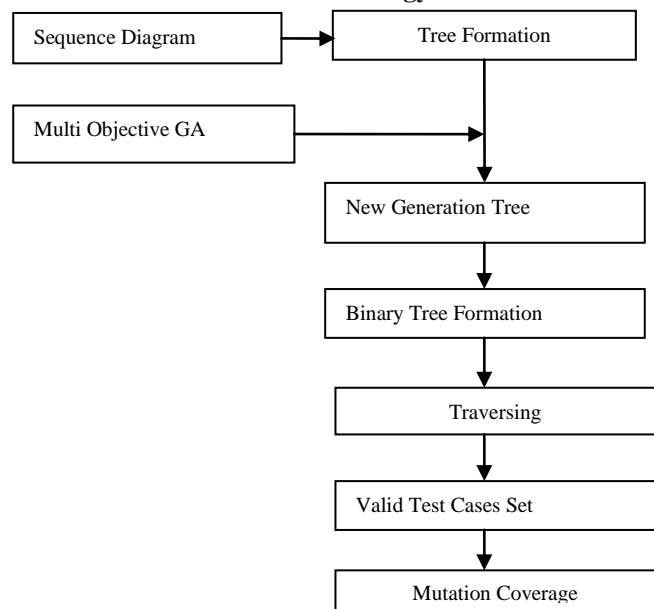 Sequence Diagram
Tree Formation
Multi Objective GA
New Generation Tree
Binary Tree Formation
Traversing
Valid Test Cases Set
Mutation Coverage